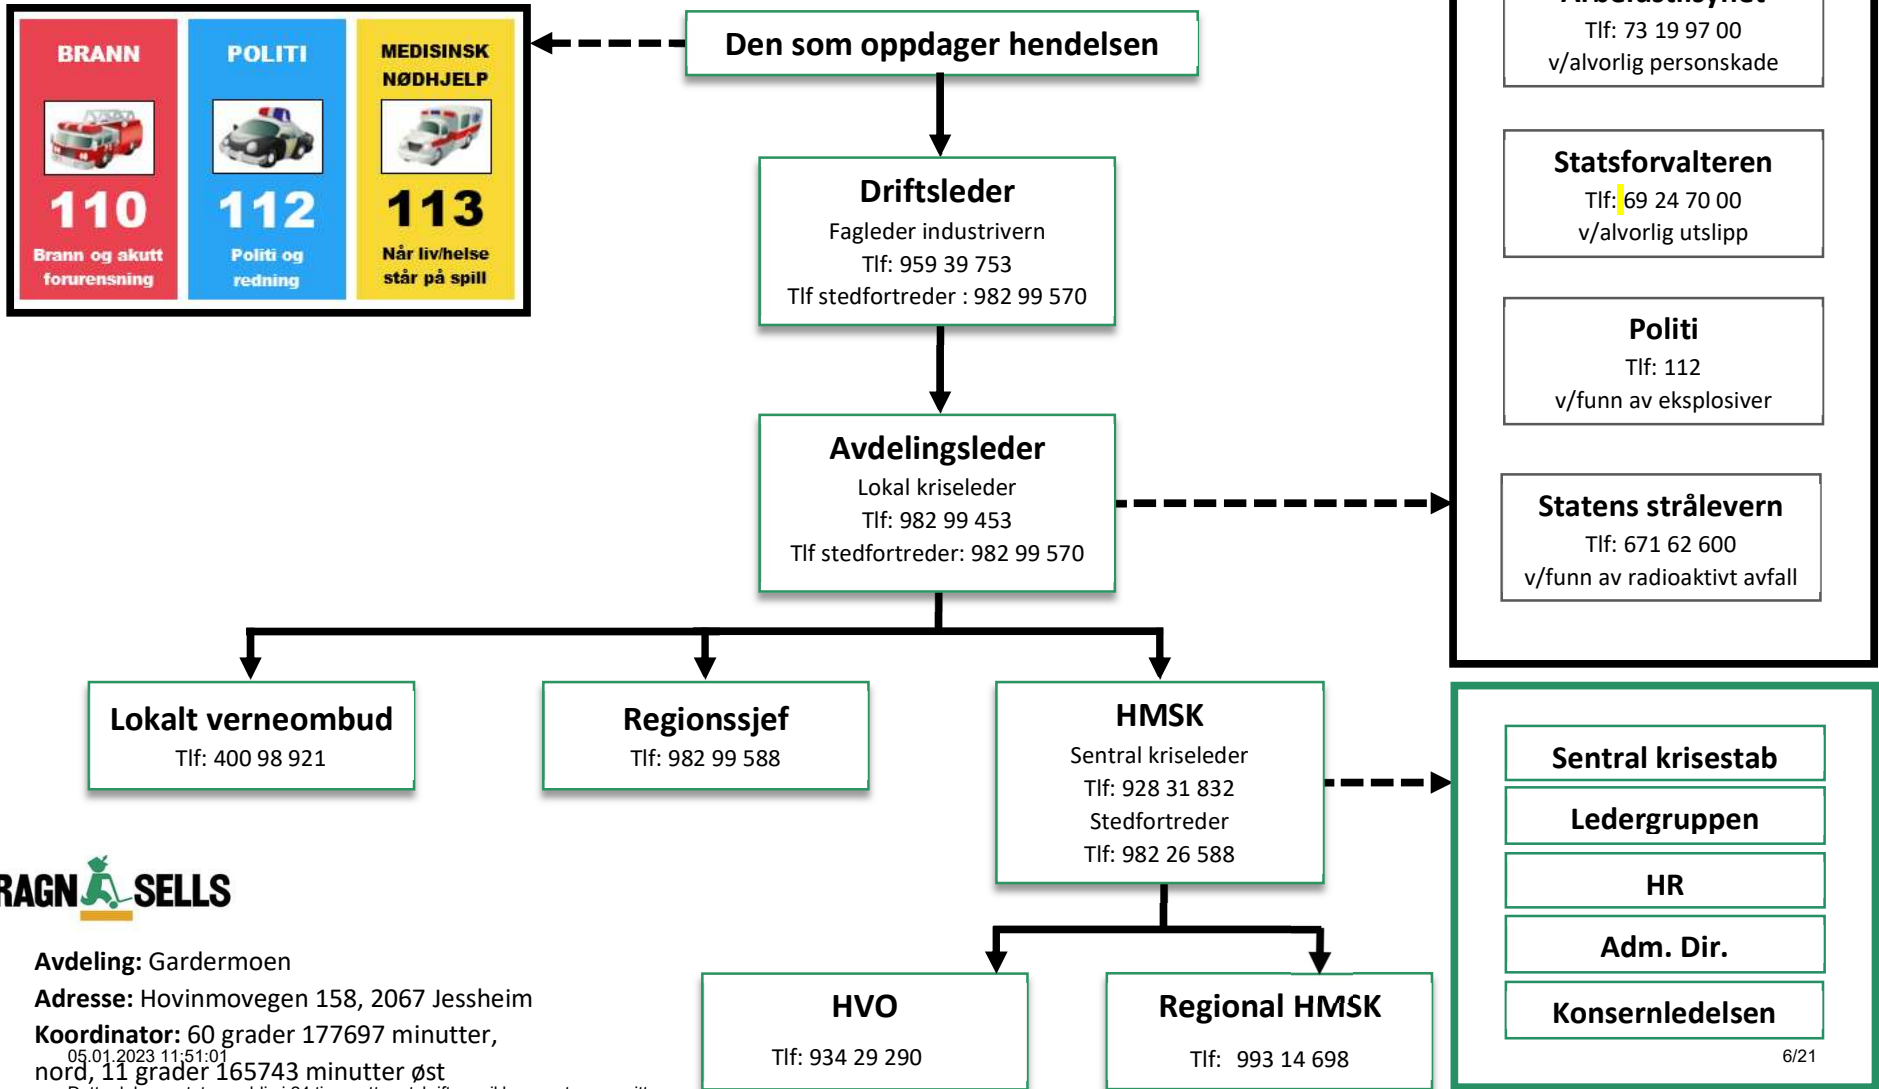 BRANN
110
Brann og akutt
forurensning
POLITI
112
Politi og
redning
MEDISINSK
NØDHJELP
113
Når liv/helse
står på spill
Den som oppdager hendelsen
Driftsleder
Fagleder industrivern
Tlf: 959 39 753
Tlf stedfortreder : 982 99 570
Avdelingsleder
Lokal kriseleder
Tlf: 982 99 453
Tlf stedfortreder: 982 99 570
Arbeidstilsynet
Tlf: 73 19 97 00
v/alvorlig personskade
Statsforvalteren
Tlf: 69 24 70 00
v/alvorlig utslipp
Politi
Tlf: 112
v/funn av eksplosiver
Statens strålevern
Tlf: 671 62 600
v/funn av radioaktivt avfall
Lokalt verneombud
Tlf: 400 98 921
Regionssjef
Tlf: 982 99 588
HMSK
Sentral kriseleder
Tlf: 928 31 832
Stedfortreder
Tlf: 982 26 588
Sentral krisestab
Ledergruppen
HR
Adm. Dir.
Konsernledelsen
HVO
Tlf: 934 29 290
Regional HMSK
Tlf: 993 14 698
RAGN SELLS
Avdeling: Gardermoen
Adresse: Hovinmovegen 158, 2067 Jessheim
Koordinator: 60 grader 177697 minutter,
nord, 11 grader 165743 minutter øst
05.01.2023 11:51:01
6/21